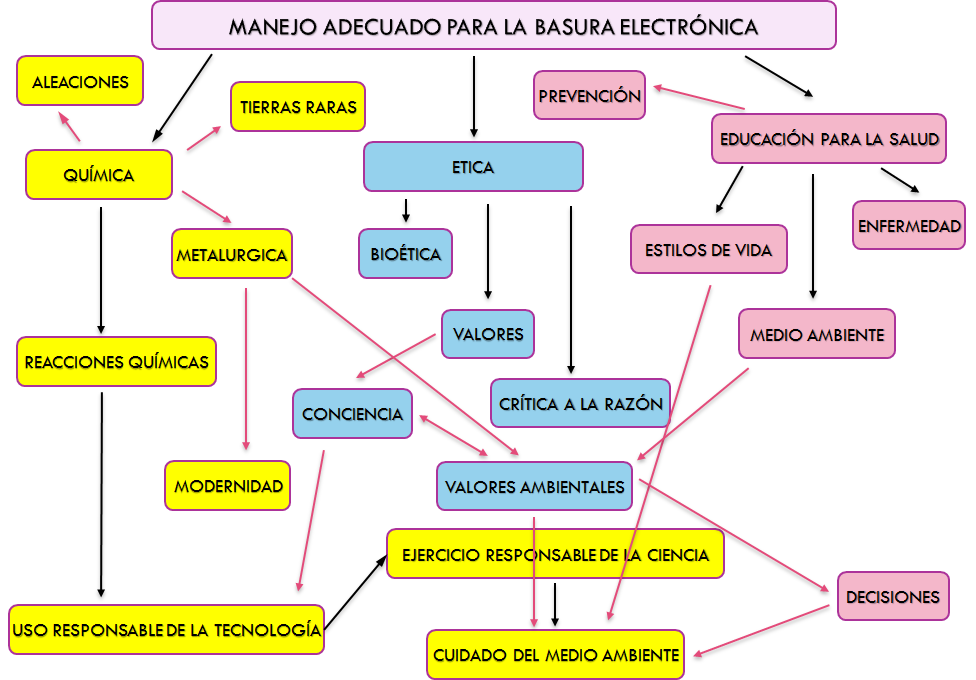 MANEJO ADECUADO PARA LA BASURA ELECTRÓNICA
ALEACIONES
TIERRAS RARAS
PREVENCIÓN
EDUCACIÓN PARA LA SALUD
QUÍMICA
ETICA
ENFERMEDAD
METALURGICA
BIOÉTICA
ESTILOS DE VIDA
VALORES
MEDIO AMBIENTE
REACCIONES QUÍMICAS
CONCIENCIA
CRÍTICA A LA RAZÓN
MODERNIDAD
VALORES AMBIENTALES
EJERCICIO RESPONSABLE DE LA CIENCIA
DECISIONES
USO RESPONSABLE DE LA TECNOLOGÍA
CUIDADO DEL MEDIO AMBIENTE